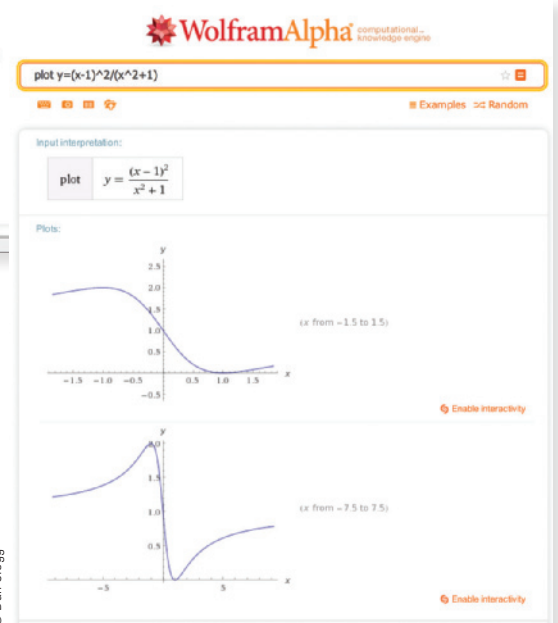 WolframAlpha computational..
knowledge engine
plot y=(x-1)^2/(x^2+1)
Examples Random
Input interpretation:
plot y = (x − 1)² / x² + 1
Plots:
y
2.5
2.0
1.5
1.0
0.5
−1.5 −1.0 −0.5 0.5 1.0 1.5 x
−0.5
(x from −1.5 to 1.5)
Enable interactivity
y
2.0
1.5
1.0
0.5
−5 5 x
(x from −7.5 to 7.5)
Enable interactivity